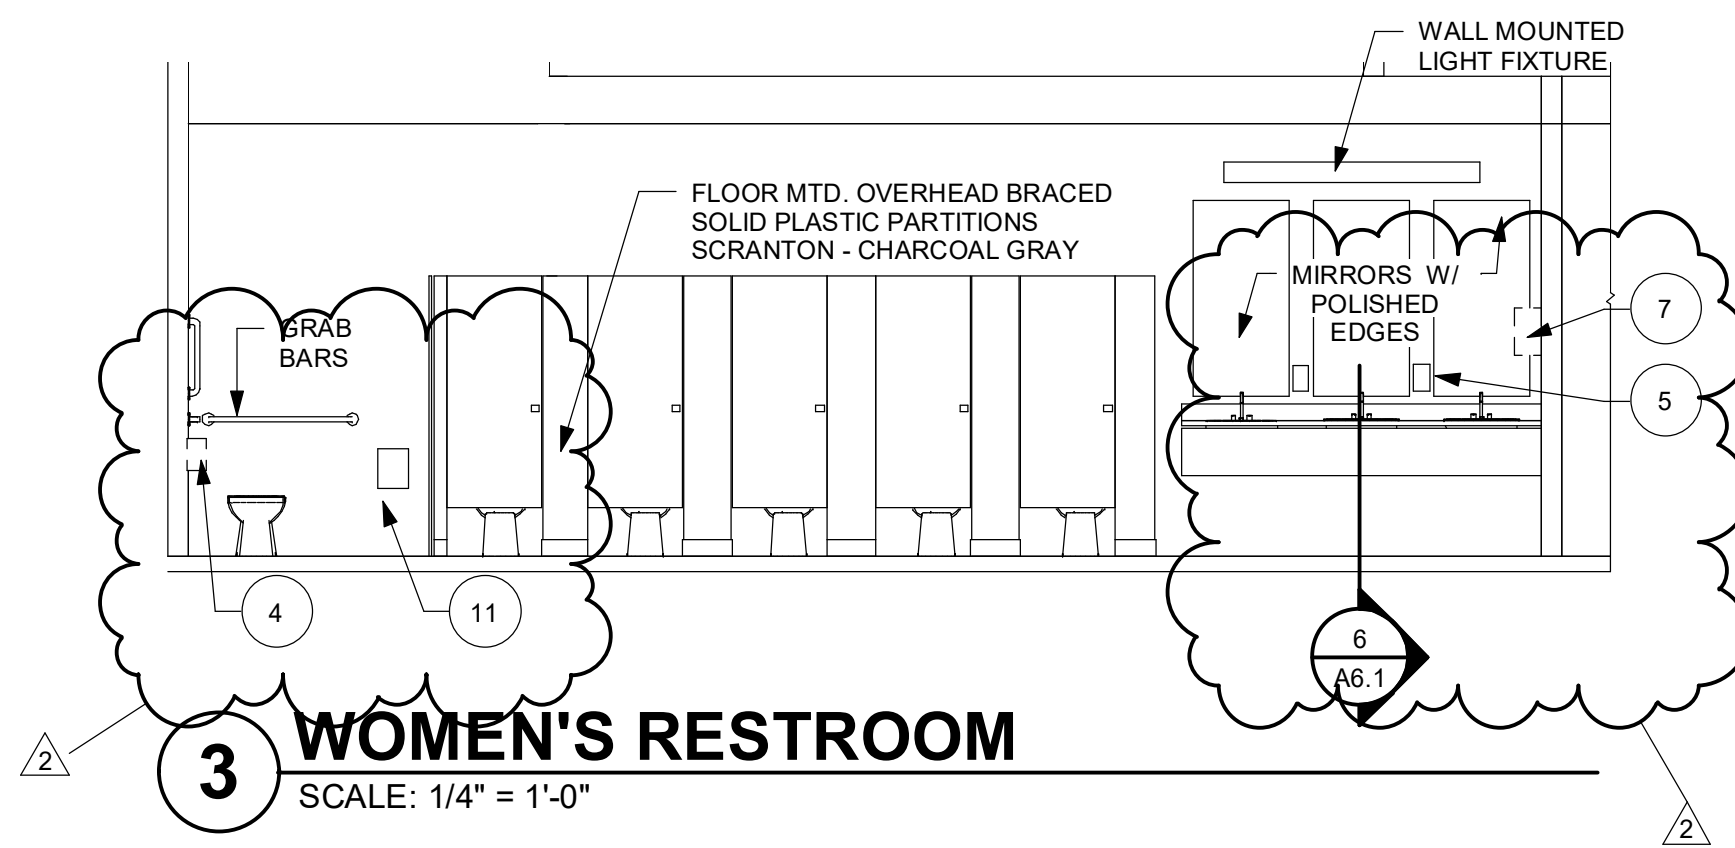 WALL MOUNTED
LIGHT FIXTURE
FLOOR MTD. OVERHEAD BRACED
SOLID PLASTIC PARTITIONS
SCRANTON - CHARCOAL GRAY
MIRRORS W/
POLISHED
EDGES
7
GRAB
BARS
5
4
11
6
A6.1
2
3
WOMEN'S RESTROOM
SCALE: 1/4" = 1'-0"
2